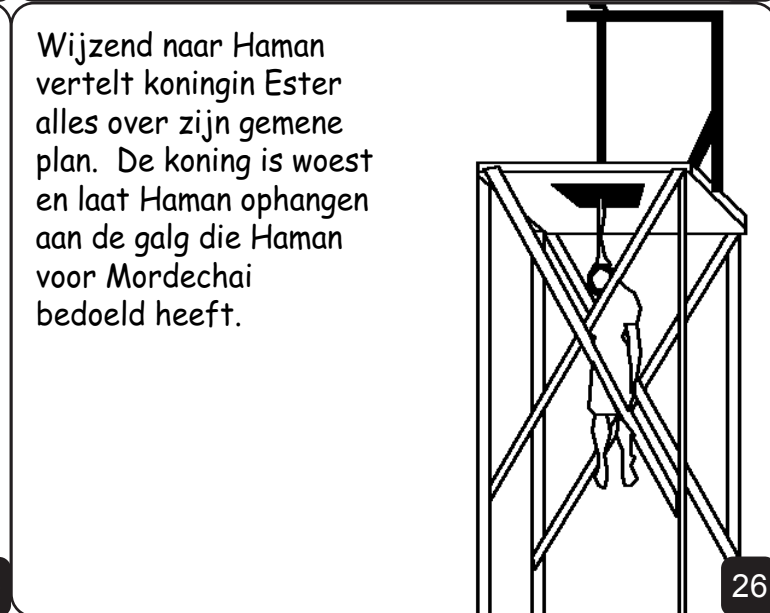 Wijzend naar Haman
vertelt koningin Ester
alles over zijn gemene
plan.  De koning is woest
en laat Haman ophangen
aan de galg die Haman
voor Mordechai
bedoeld heeft.
26